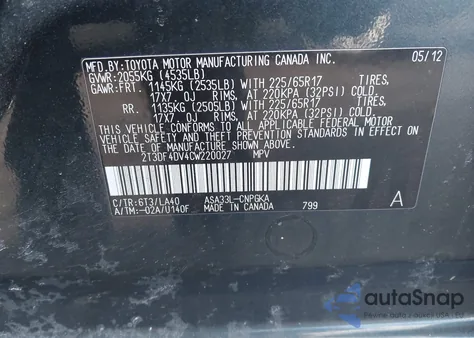 MFD.BY:TOYOTA MOTOR MANUFACTURING CANADA INC. 05/12
GVWR:2055KG (4535LB)
GAWR:FRT. 1145KG (2535LB) WITH 225/65R17 TIRES,
17X7 OJ RIMS, AT 220KPA (32PSI) COLD.
RR. 1135KG (2505LB) WITH 225/65R17 TIRES,
17X7 OJ RIMS, AT 220KPA (32PSI) COLD.
THIS VEHICLE CONFORMS TO ALL APPLICABLE FEDERAL MOTOR
VEHICLE SAFETY AND THEFT PREVENTION STANDARDS IN EFFECT
ON THE DATE OF MANUFACTURE SHOWN ABOVE.
2T3DF4DV4CW220027 MPV
C/TR:6T3/LA40 ASA33L-CNPGKA A
A/TM:-02A/U140F MADE IN CANADA 799
autoSnap